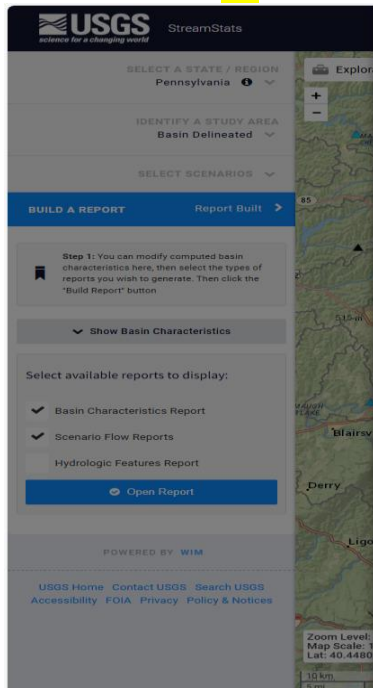 USGS
science for a changing world
StreamStats
SELECT A STATE / REGION
Pennsylvania
IDENTIFY A STUDY AREA
Basin Delineated
SELECT SCENARIOS
BUILD A REPORT
Report Built
Step 1: You can modify computed basin
characteristics here, then select the types of
reports you wish to generate. Then click the
"Build Report" button
Show Basin Characteristics
Select available reports to display:
Basin Characteristics Report
Scenario Flow Reports
Hydrologic Features Report
Open Report
POWERED BY WIM
USGS Home Contact USGS Search USGS
Accessibility FOIA Privacy Policy & Notices
Explor
+
−
85
515 m
Blairsv
Derry
Ligo
Zoom Level:
Map Scale: 1
Lat: 40.4480
10 km
5 mi